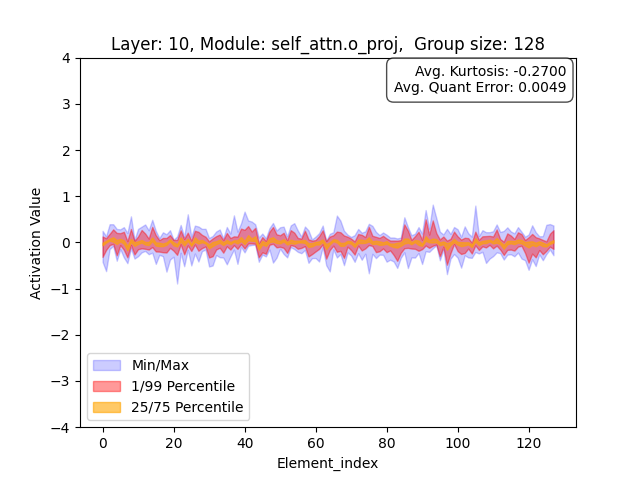 Layer: 10, Module: self_attn.o_proj,  Group size: 128
Avg. Kurtosis: -0.2700
Avg. Quant Error: 0.0049
4
3
2
1
0
−1
−2
−3
−4
Activation Value
Min/Max
1/99 Percentile
25/75 Percentile
0 20 40 60 80 100 120
Element_index